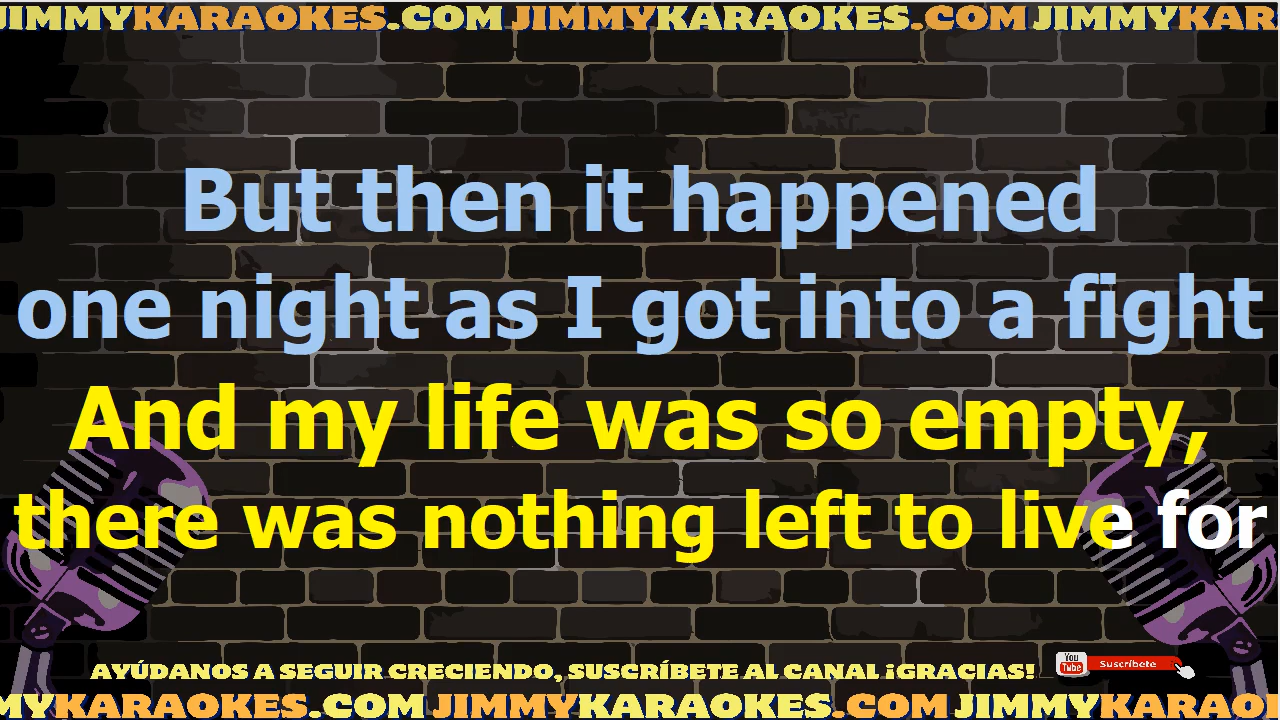 JIMMYKARAOKES.COM JIMMYKARAOKES.COM JIMMYKAR
But then it happened
one night as I got into a fight
And my life was so empty,
there was nothing left to live for
AYÚDANOS A SEGUIR CRECIENDO, SUSCRÍBETE AL CANAL ¡GRACIAS!
You Tube Suscríbete
MYKARAOKES.COM JIMMYKARAOKES.COM JIMMYKARAO